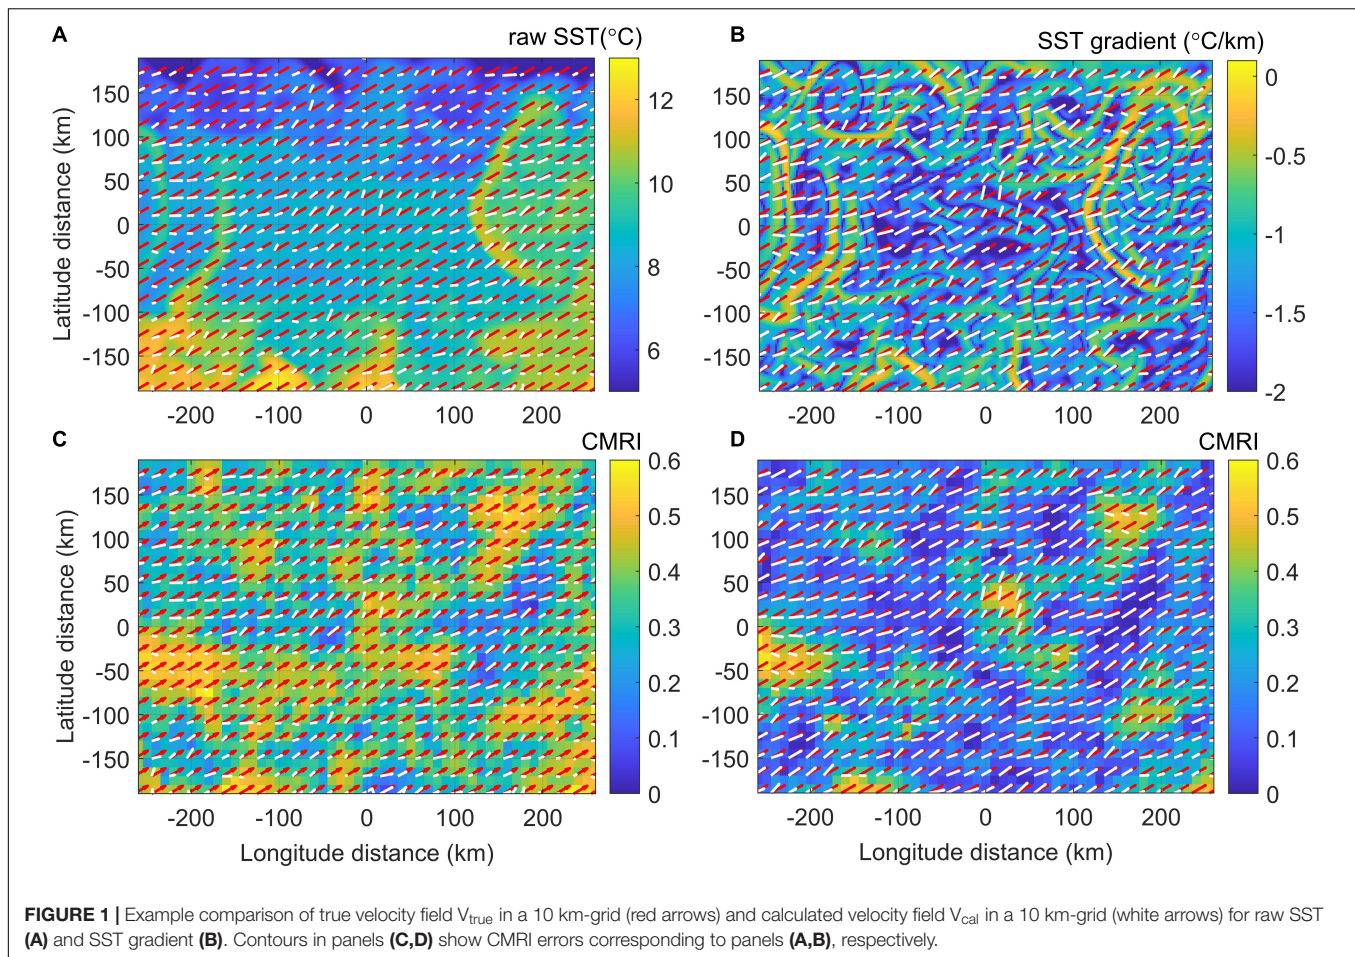 A
raw SST(°C)
B
SST gradient (°C/km)
Latitude distance (km)
150
100
50
0
-50
-100
-150
-200 -100 0 100 200
12
10
8
6
150
100
50
0
-50
-100
-150
-200 -100 0 100 200
0
-0.5
-1
-1.5
-2
C
CMRI
D
CMRI
Latitude distance (km)
150
100
50
0
-50
-100
-150
-200 -100 0 100 200
Longitude distance (km)
0.6
0.5
0.4
0.3
0.2
0.1
0
150
100
50
0
-50
-100
-150
-200 -100 0 100 200
Longitude distance (km)
0.6
0.5
0.4
0.3
0.2
0.1
0
FIGURE 1 | Example comparison of true velocity field Vtrue in a 10 km-grid (red arrows) and calculated velocity field Vcal in a 10 km-grid (white arrows) for raw SST
(A) and SST gradient (B). Contours in panels (C,D) show CMRI errors corresponding to panels (A,B), respectively.